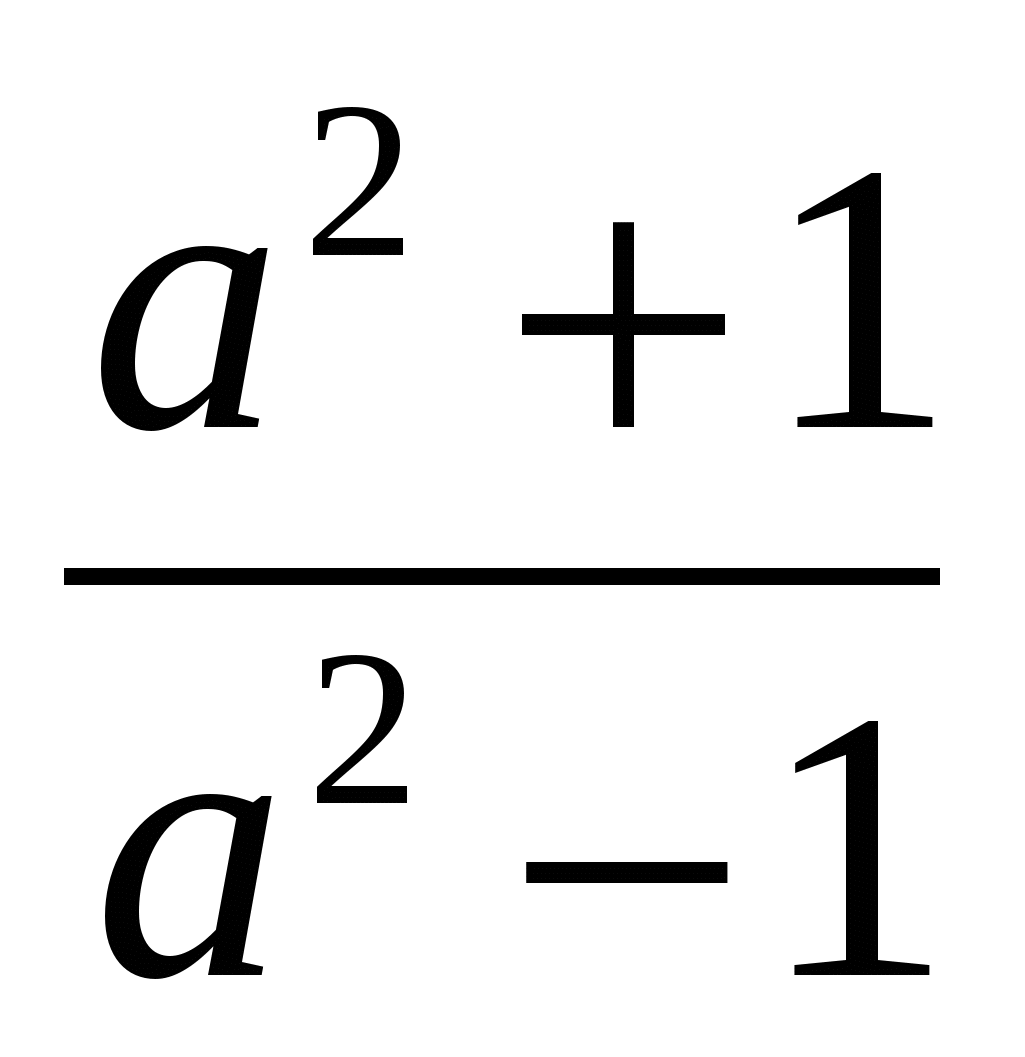 a² + 1
a² − 1